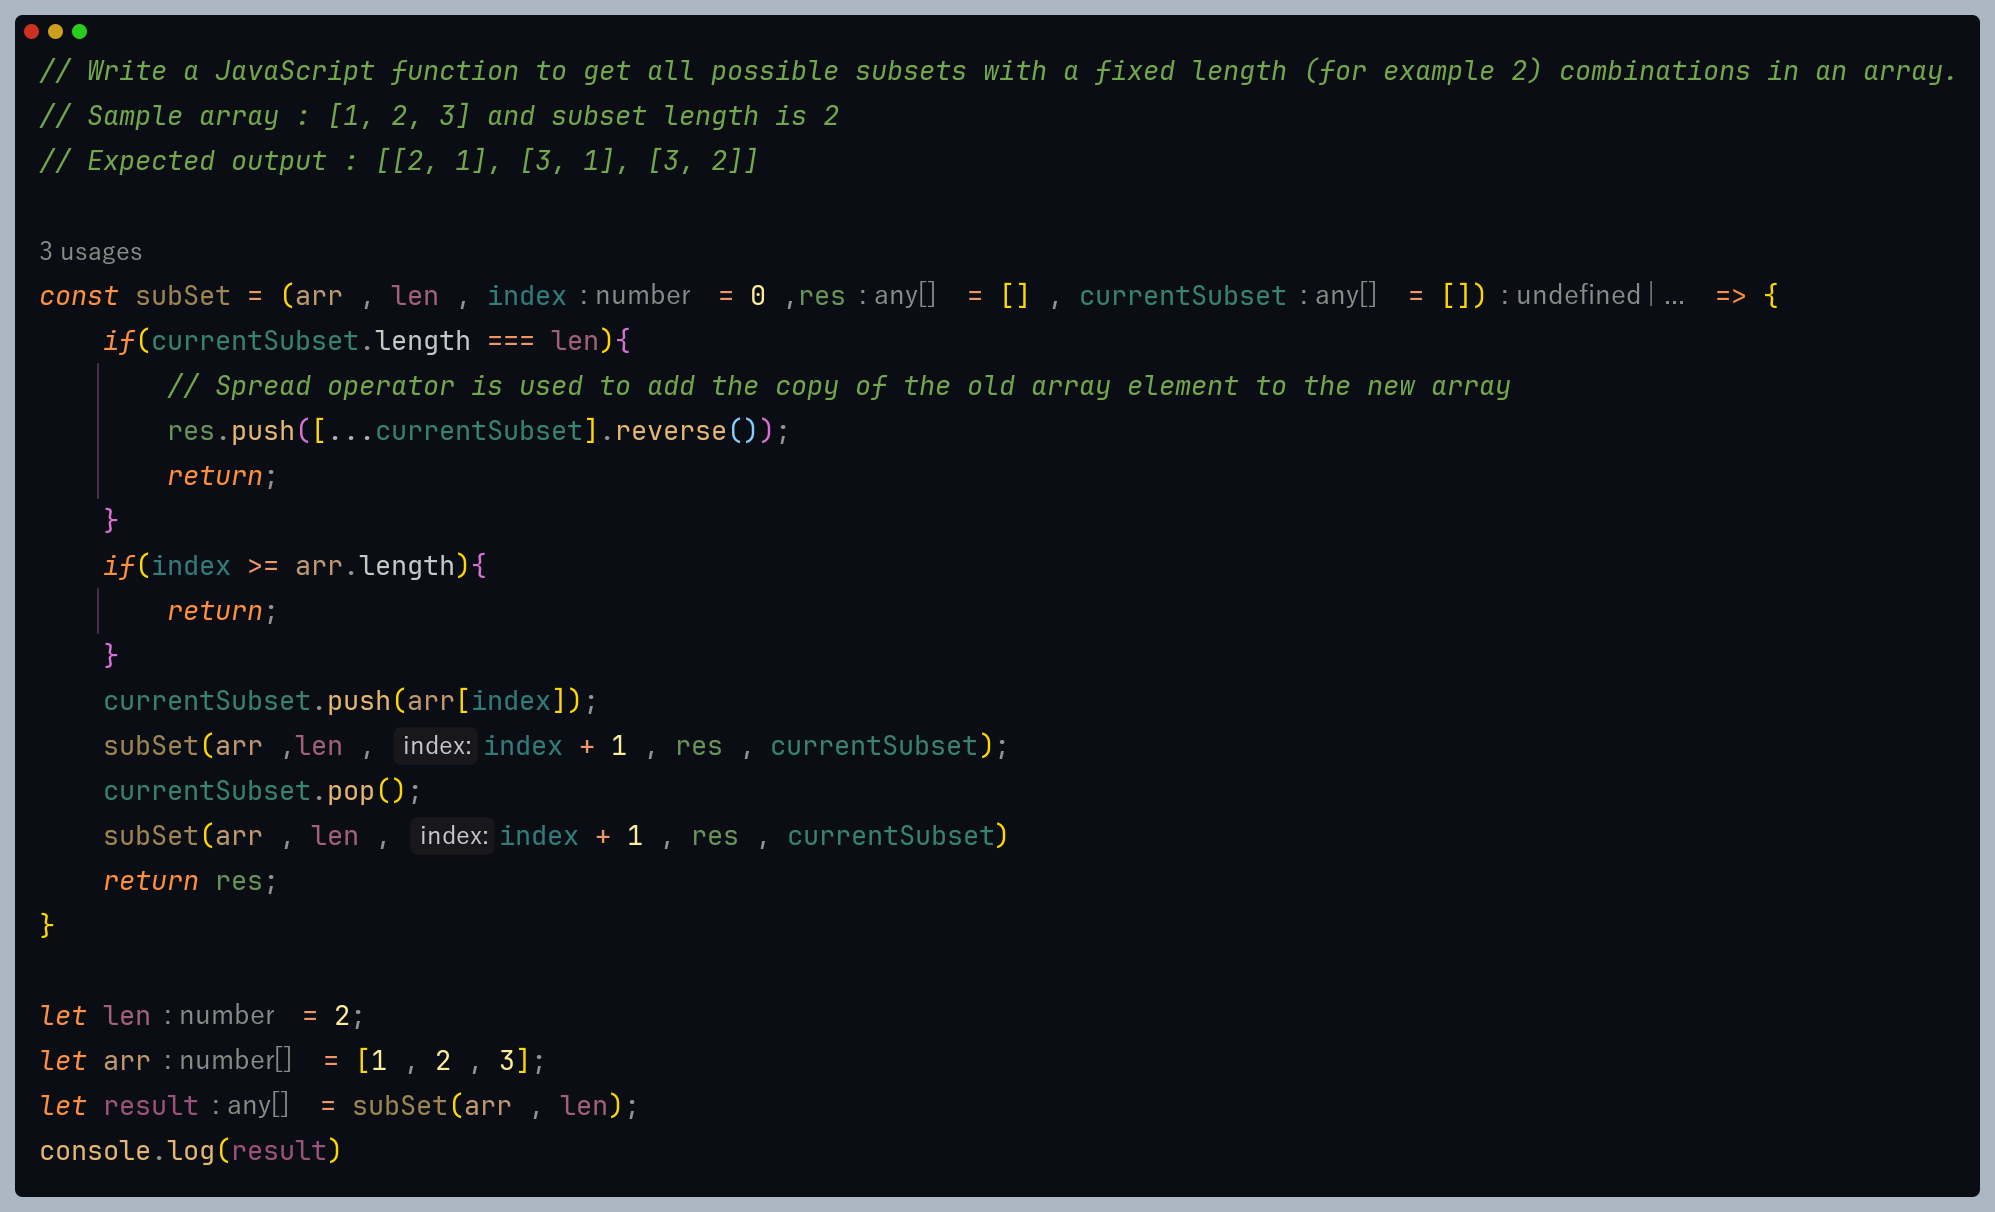 // Write a JavaScript function to get all possible subsets with a fixed length (for example 2) combinations in an array.
// Sample array : [1, 2, 3] and subset length is 2
// Expected output : [[2, 1], [3, 1], [3, 2]]
3 usages
const subSet = (arr , len , index : number = 0 ,res : any[] = [] , currentSubset : any[] = []) : undefined | ... => {
    if(currentSubset.length === len){
        // Spread operator is used to add the copy of the old array element to the new array
        res.push([...currentSubset].reverse());
        return;
    }
    if(index >= arr.length){
        return;
    }
    currentSubset.push(arr[index]);
    subSet(arr ,len , index: index + 1 , res , currentSubset);
    currentSubset.pop();
    subSet(arr , len , index: index + 1 , res , currentSubset)
    return res;
}
let len : number = 2;
let arr : number[] = [1 , 2 , 3];
let result : any[] = subSet(arr , len);
console.log(result)